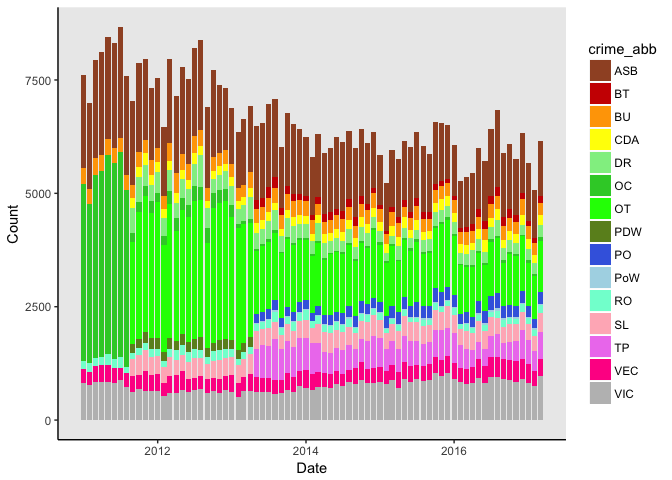 crime_abb
ASB
BT
BU
CDA
DR
OC
OT
PDW
PO
PoW
RO
SL
TP
VEC
VIC
7500
5000
2500
0
Count
2012 2014 2016
Date